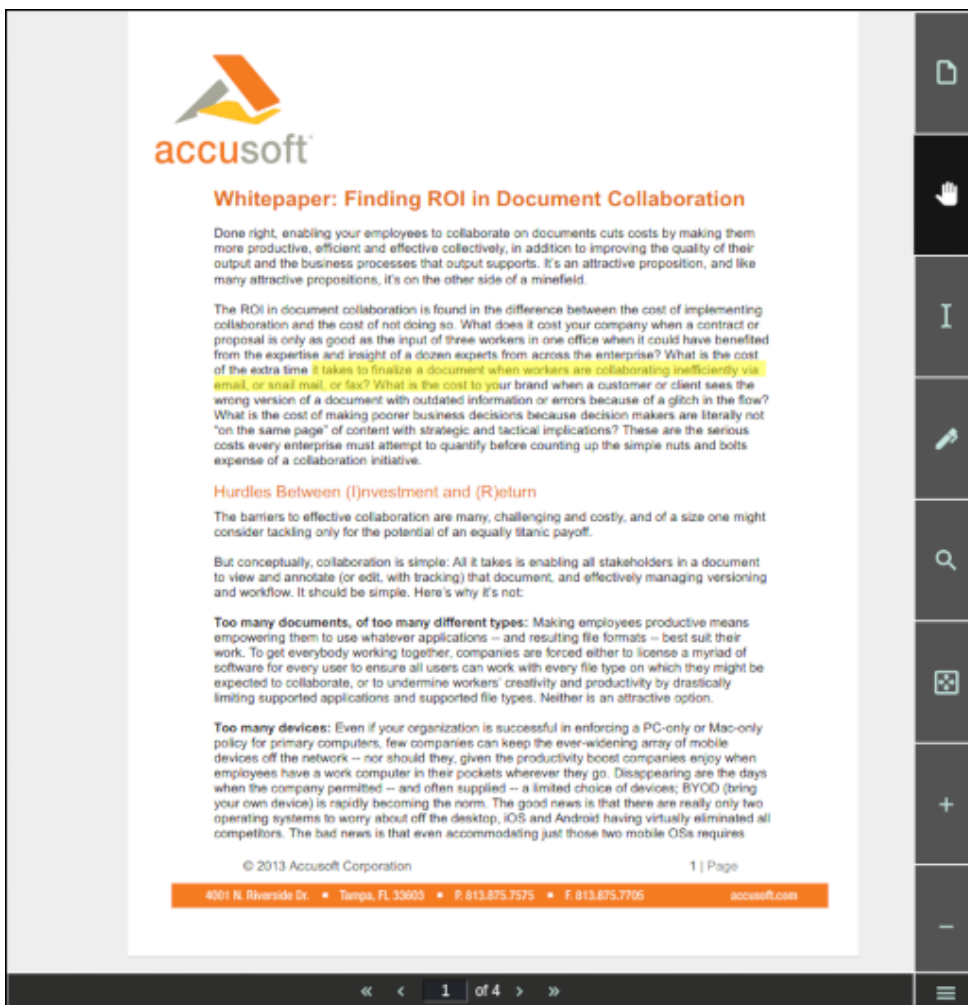 accusoft
Whitepaper: Finding ROI in Document Collaboration
Done right, enabling your employees to collaborate on documents cuts costs by making them
more productive, efficient and effective collectively, in addition to improving the quality of their
output and the business processes that output supports. It's an attractive proposition, and like
many attractive propositions, it's on the other side of a minefield.
The ROI in document collaboration is found in the difference between the cost of implementing
collaboration and the cost of not doing so. What does it cost your company when a contract or
proposal is only as good as the input of three workers in one office when it could have benefited
from the expertise and insight of a dozen experts from across the enterprise? What is the cost
of the extra time it takes to finalize a document when workers are collaborating inefficiently via
email, or snail mail, or fax? What is the cost to your brand when a customer or client sees the
wrong version of a document with outdated information or errors because of a glitch in the flow?
What is the cost of making poorer business decisions because decision makers are literally not
"on the same page" of content with strategic and tactical implications? These are the serious
costs every enterprise must attempt to quantify before counting up the simple nuts and bolts
expense of a collaboration initiative.
Hurdles Between (I)nvestment and (R)eturn
The barriers to effective collaboration are many, challenging and costly, and of a size one might
consider tackling only for the potential of an equally titanic payoff.
But conceptually, collaboration is simple: All it takes is enabling all stakeholders in a document
to view and annotate (or edit, with tracking) that document, and effectively managing versioning
and workflow. It should be simple. Here's why it's not:
Too many documents, of too many different types: Making employees productive means
empowering them to use whatever applications -- and resulting file formats -- best suit their
work. To get everybody working together, companies are forced either to license a myriad of
software for every user to ensure all users can work with every file type on which they might be
expected to collaborate, or to undermine workers' creativity and productivity by drastically
limiting supported applications and supported file types. Neither is an attractive option.
Too many devices: Even if your organization is successful in enforcing a PC-only or Mac-only
policy for primary computers, few companies can keep the ever-widening array of mobile
devices off the network -- nor should they, given the productivity boost companies enjoy when
employees have a work computer in their pockets wherever they go. Disappearing are the days
when the company permitted -- and often supplied -- a limited choice of devices; BYOD (bring
your own device) is rapidly becoming the norm. The good news is that there are really only two
operating systems to worry about off the desktop, iOS and Android having virtually eliminated all
competitors. The bad news is that even accommodating just those two mobile OSs requires
© 2013 Accusoft Corporation 1 | Page
4001 N. Riverside Dr. ▪ Tampa, FL 33603 ▪ P. 813.875.7575 ▪ F. 813.875.7705 accusoft.com
« ‹ 1 of 4 › »